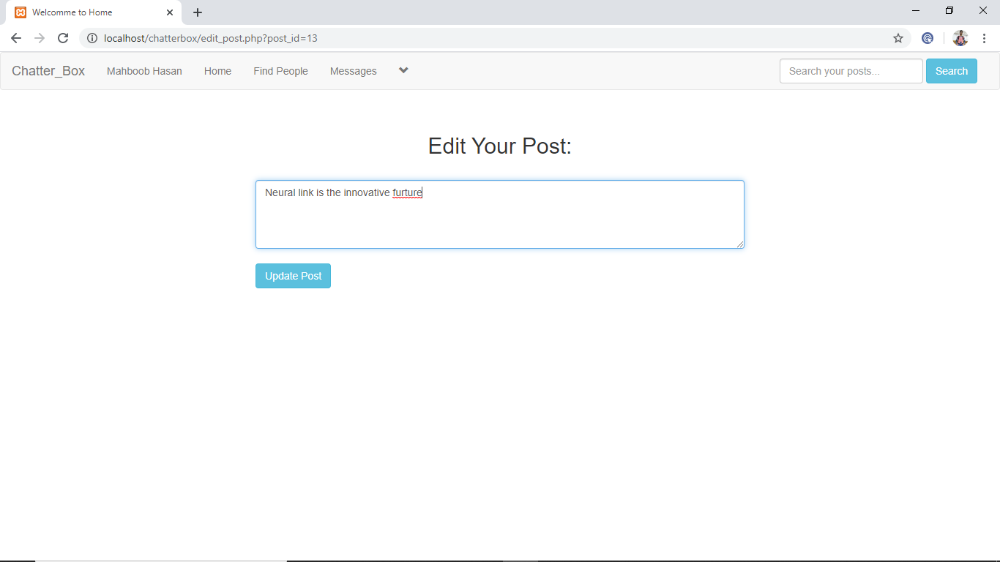 Welcomme to Home
localhost/chatterbox/edit_post.php?post_id=13
Chatter_Box Mahboob Hasan Home Find People Messages Search your posts... Search
Edit Your Post:
Neural link is the innovative furture
Update Post